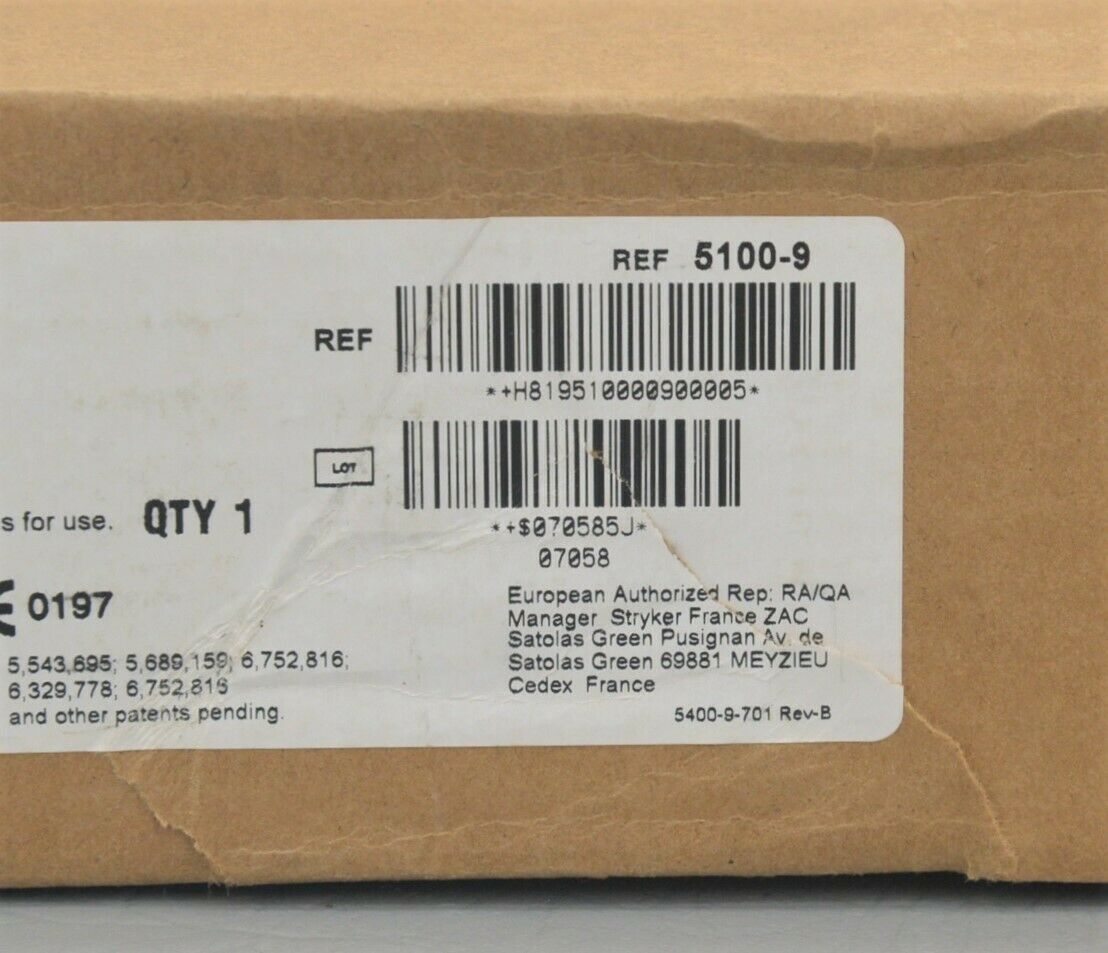 REF 5100-9
REF
*+H819510000900005*
LOT
s for use. QTY 1
*+$070585J*
07058
CE 0197
European Authorized Rep: RA/QA
Manager Stryker France ZAC
Satolas Green Pusignan Av. de
Satolas Green 69881 MEYZIEU
Cedex France
5,543,695; 5,689,159; 6,752,816;
6,329,778; 6,752,816
and other patents pending.
5400-9-701 Rev-B